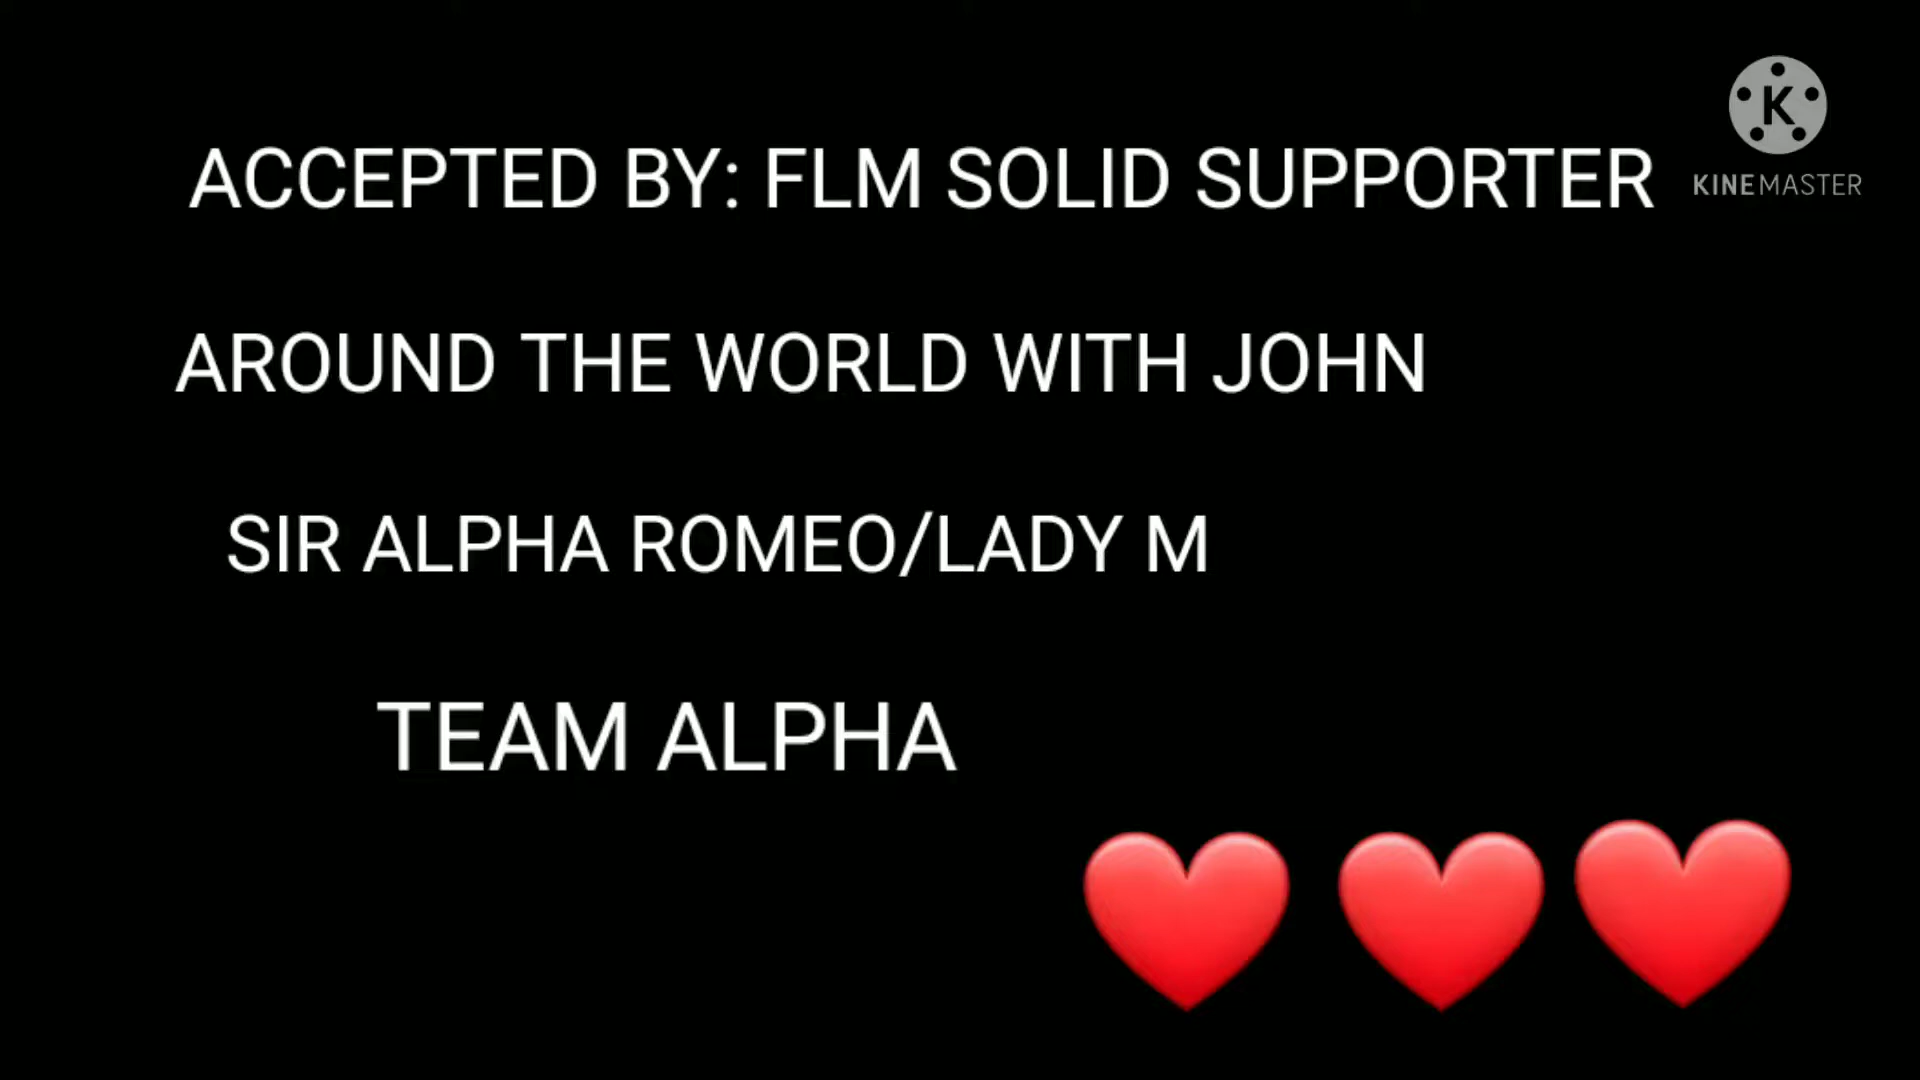 ACCEPTED BY: FLM SOLID SUPPORTER
K
KINEMASTER
AROUND THE WORLD WITH JOHN
SIR ALPHA ROMEO/LADY M
TEAM ALPHA